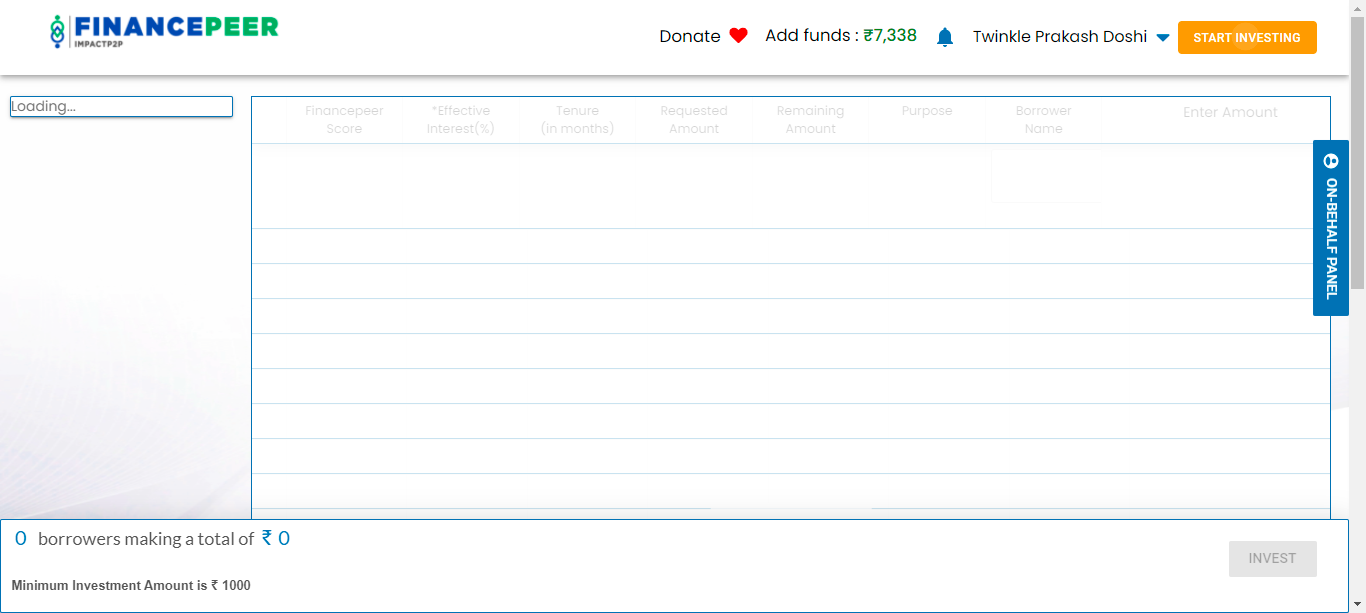 FINANCEPEER
IMPACTP2P
Donate
Add funds : ₹7,338
Twinkle Prakash Doshi
START INVESTING
Loading...
Financepeer
Score
*Effective
Interest(%)
Tenure
(in months)
Requested
Amount
Remaining
Amount
Purpose
Borrower
Name
Enter Amount
ON-BEHALF PANEL
0 borrowers making a total of ₹ 0
INVEST
Minimum Investment Amount is ₹ 1000